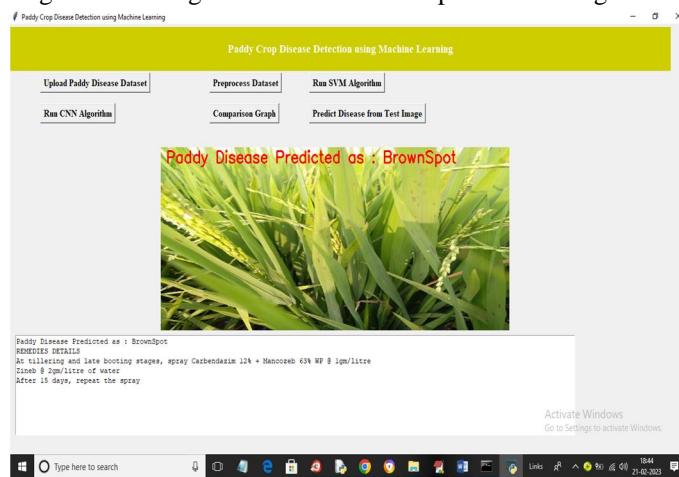 Paddy Crop Disease Detection using Machine Learning
Paddy Crop Disease Detection using Machine Learning
Upload Paddy Disease Dataset
Preprocess Dataset
Run SVM Algorithm
Run CNN Algorithm
Comparison Graph
Predict Disease from Test Image
Paddy Disease Predicted as : BrownSpot
Paddy Disease Predicted as : BrownSpot
REMEDIES DETAILS
At tillering and late booting stages, spray Carbendazim 12% + Mancozeb 63% WP @ 1gm/litre
Zineb @ 2gm/litre of water
After 15 days, repeat the spray
Activate Windows
Go to Settings to activate Windows.
Type here to search
Links
18:44
21-02-2023